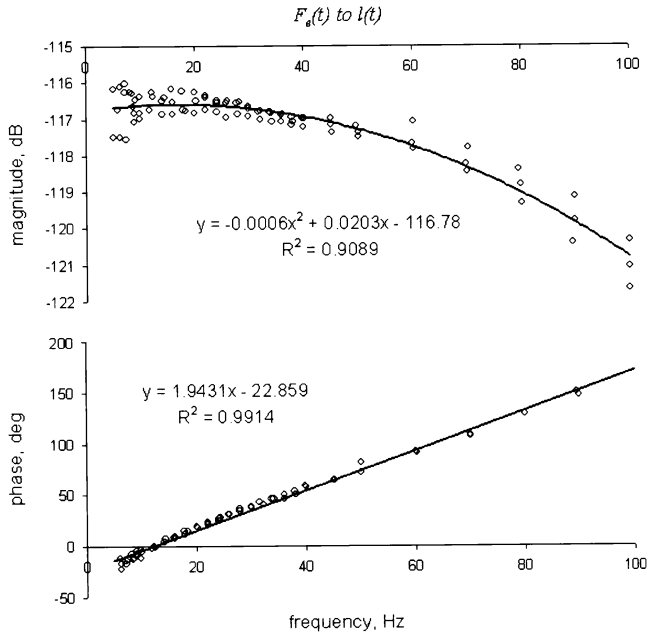 Fe(t) to l(t)
-115
0 20 40 60 80 100
-116
-117
-118
-119
-120
-121
-122
magnitude, dB
y = -0.0006x² + 0.0203x - 116.78
R² = 0.9089
200
150
100
50
0
-50
phase, deg
y = 1.9431x - 22.859
R² = 0.9914
0 20 40 60 80 100
frequency, Hz